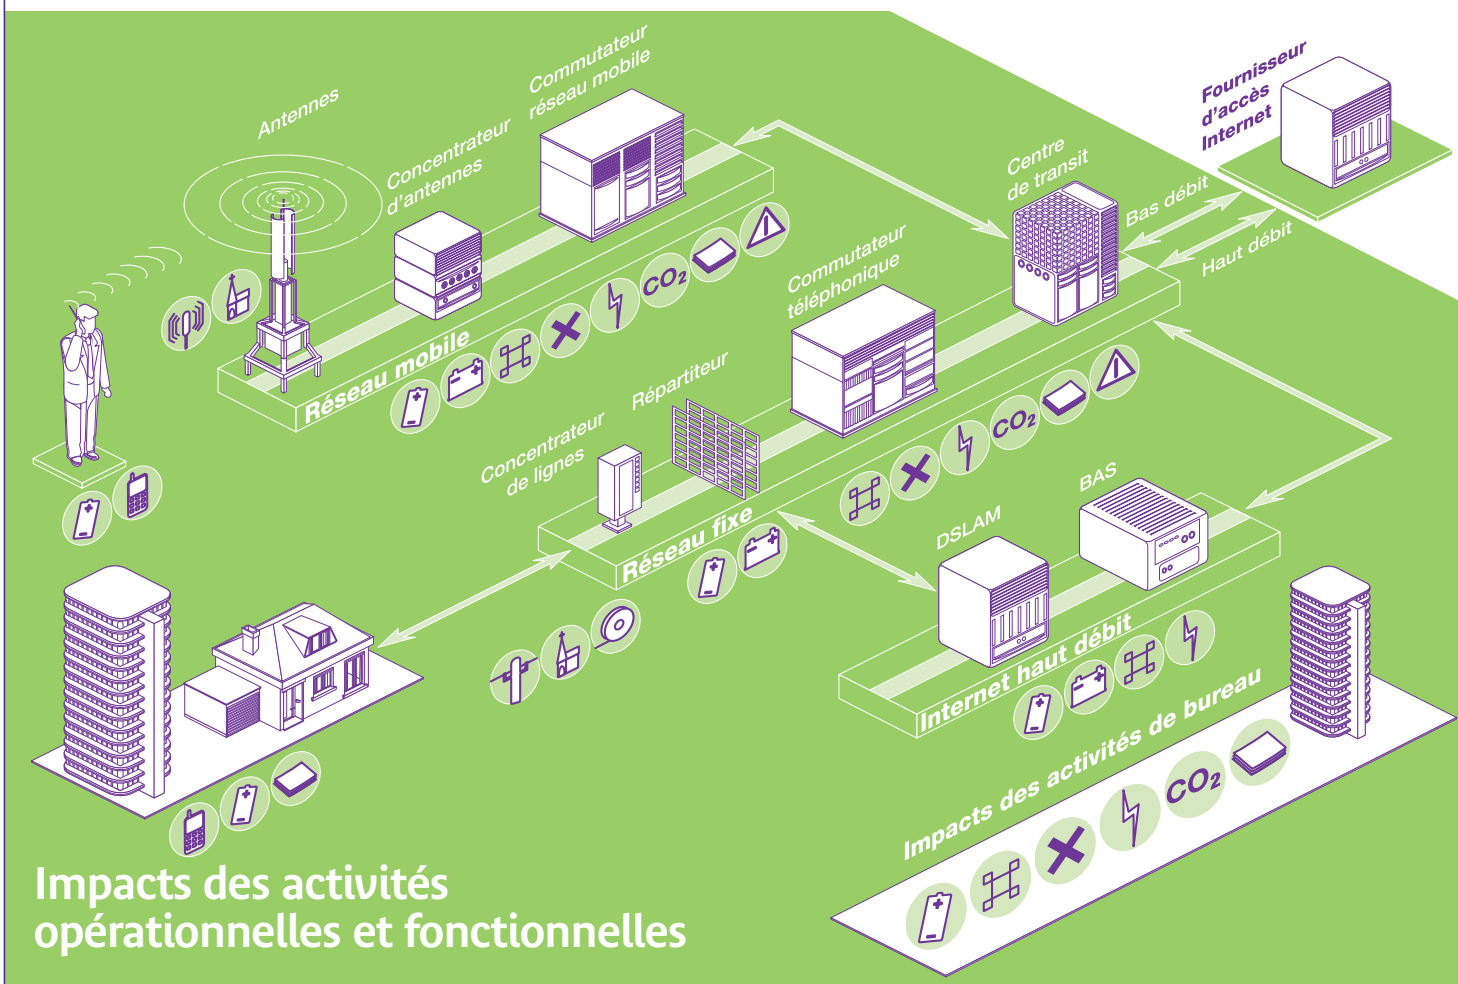 Antennes
Concentrateur
d'antennes
Commutateur
réseau mobile
Réseau mobile
CO2
Centre
de transit
Bas débit
Haut débit
Fournisseur
d'accès
Internet
Concentrateur
de lignes
Répartiteur
Commutateur
téléphonique
Réseau fixe
CO2
DSLAM
BAS
Internet haut débit
Impacts des activités de bureau
CO2
Impacts des activités
opérationnelles et fonctionnelles